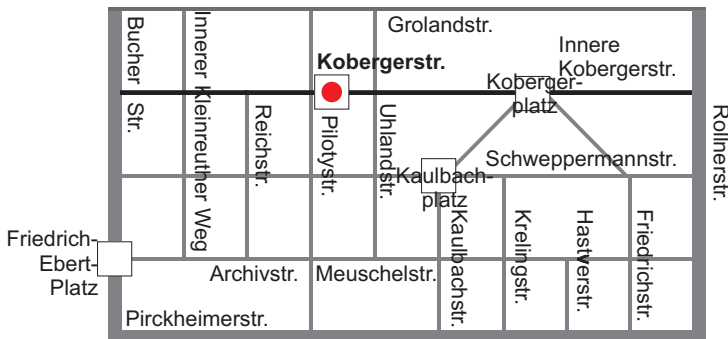 Bucher
Str.
Innerer Kleinreuther Weg
Grolandstr.
Innere
Kobergerstr.
Kobergerstr.
Koberger-
platz
Reichstr.
Pilotystr.
Uhlandstr.
Rollnerstr.
Schweppermannstr.
Kaulbach-
platz
Friedrich-
Ebert-
Platz
Kaulbachstr.
Krelingstr.
Hastverstr.
Friedrichstr.
Archivstr.
Meuschelstr.
Pirckheimerstr.